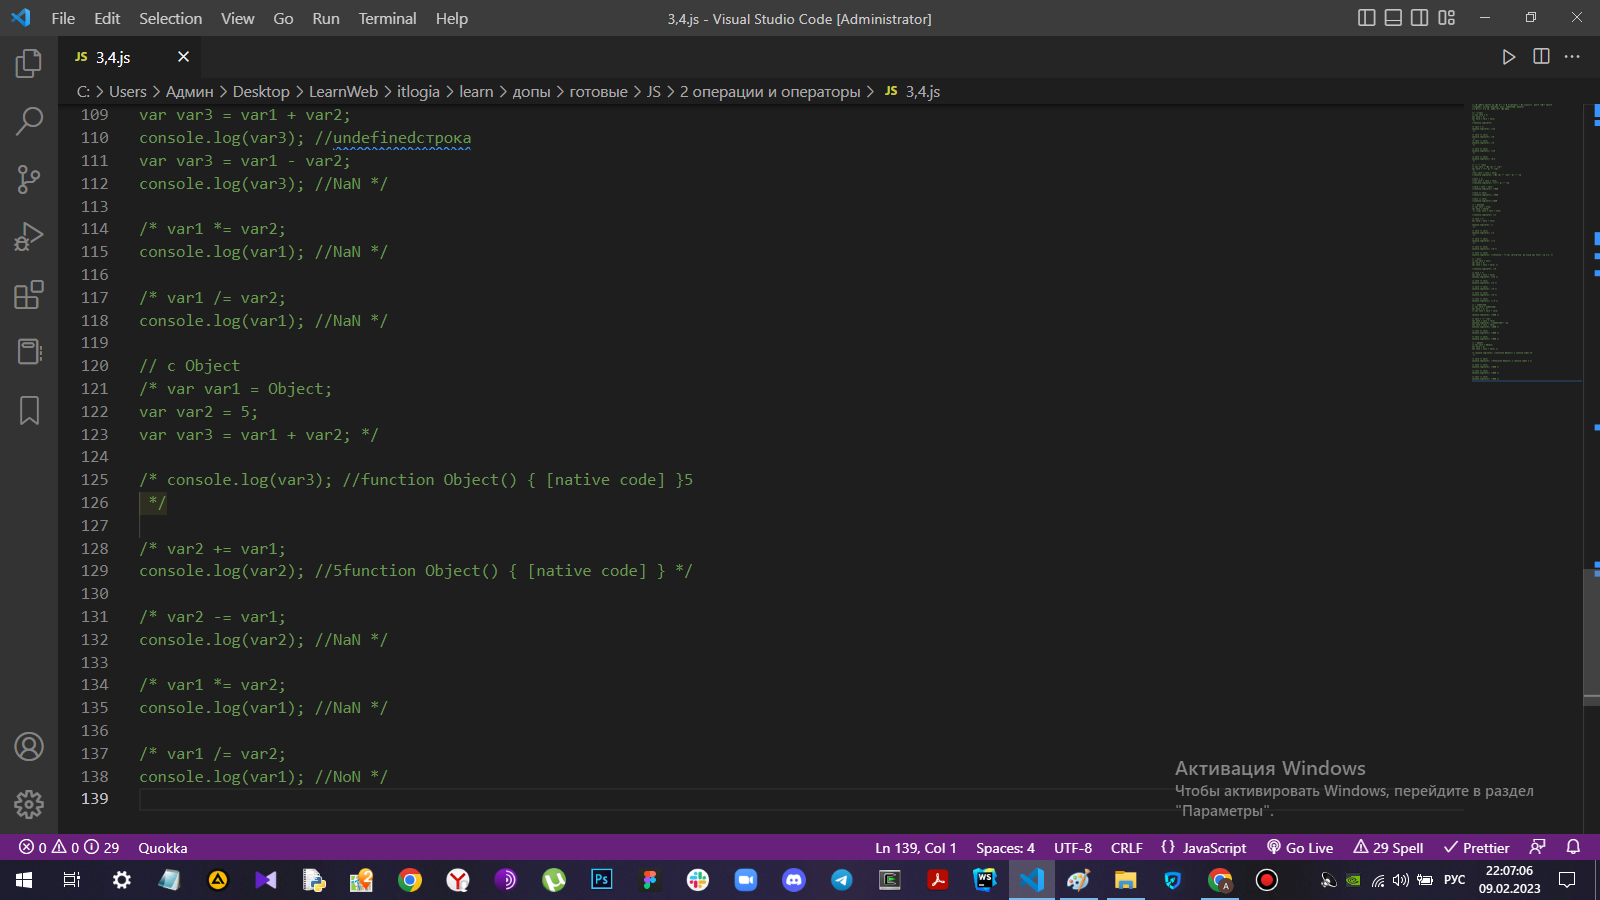 File Edit Selection View Go Run Terminal Help
3,4.js - Visual Studio Code [Administrator]
JS 3,4.js
C: > Users > Админ > Desktop > LearnWeb > itlogia > learn > допы > готовые > JS > 2 операции и операторы > JS 3,4.js
109 var var3 = var1 + var2;
110 console.log(var3); //undefinedстрока
111 var var3 = var1 - var2;
112 console.log(var3); //NaN */
113
114 /* var1 *= var2;
115 console.log(var1); //NaN */
116
117 /* var1 /= var2;
118 console.log(var1); //NaN */
119
120 // с Object
121 /* var var1 = Object;
122 var var2 = 5;
123 var var3 = var1 + var2; */
124
125 /* console.log(var3); //function Object() { [native code] }5
126 */
127
128 /* var2 += var1;
129 console.log(var2); //5function Object() { [native code] } */
130
131 /* var2 -= var1;
132 console.log(var2); //NaN */
133
134 /* var1 *= var2;
135 console.log(var1); //NaN */
136
137 /* var1 /= var2;
138 console.log(var1); //NoN */
139
Активация Windows
Чтобы активировать Windows, перейдите в раздел
"Параметры".
0 0 29 Quokka Ln 139, Col 1 Spaces: 4 UTF-8 CRLF {} JavaScript Go Live 29 Spell Prettier
Ps WS A РУС 22:07:06
09.02.2023